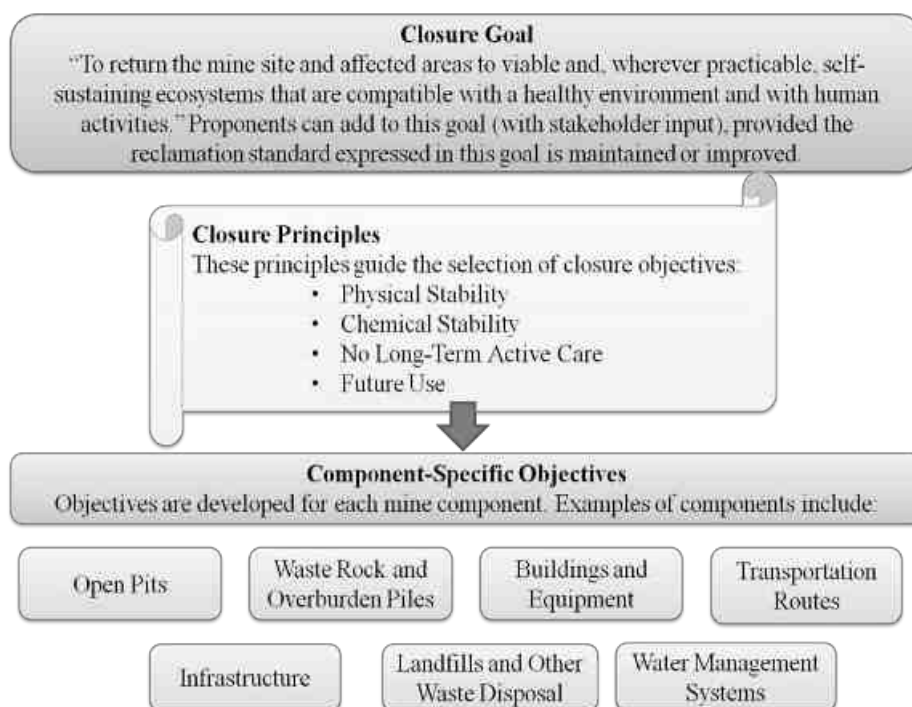 Closure Goal
“To return the mine site and affected areas to viable and, wherever practicable, self-
sustaining ecosystems that are compatible with a healthy environment and with human
activities.” Proponents can add to this goal (with stakeholder input), provided the
reclamation standard expressed in this goal is maintained or improved.
Closure Principles
These principles guide the selection of closure objectives:
• Physical Stability
• Chemical Stability
• No Long-Term Active Care
• Future Use
Component-Specific Objectives
Objectives are developed for each mine component. Examples of components include:
Open Pits
Waste Rock and
Overburden Piles
Buildings and
Equipment
Transportation
Routes
Infrastructure
Landfills and Other
Waste Disposal
Water Management
Systems